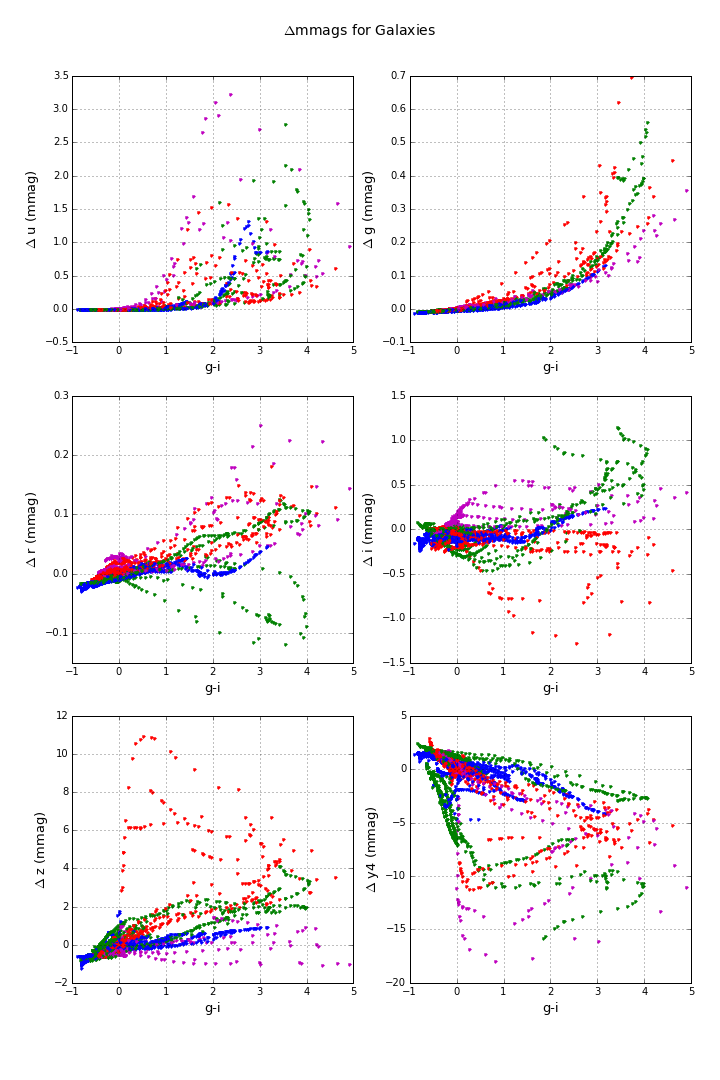 Δmmags for Galaxies
3.5
3.0
2.5
2.0
1.5
1.0
0.5
0.0
−0.5
−1 0 1 2 3 4 5
Δ u (mmag)
g-i
0.7
0.6
0.5
0.4
0.3
0.2
0.1
0.0
−0.1
−1 0 1 2 3 4 5
Δ g (mmag)
g-i
0.3
0.2
0.1
0.0
−0.1
−1 0 1 2 3 4 5
Δ r (mmag)
g-i
1.5
1.0
0.5
0.0
−0.5
−1.0
−1.5
−1 0 1 2 3 4 5
Δ i (mmag)
g-i
12
10
8
6
4
2
0
−2
−1 0 1 2 3 4 5
Δ z (mmag)
g-i
5
0
−5
−10
−15
−20
−1 0 1 2 3 4 5
Δ y4 (mmag)
g-i